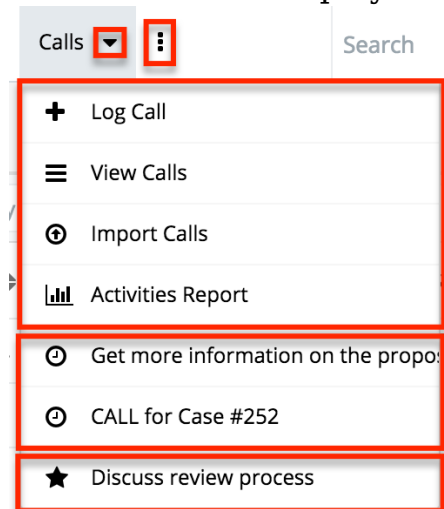 Calls
Search
Log Call
View Calls
Import Calls
Activities Report
Get more information on the propo
CALL for Case #252
Discuss review process